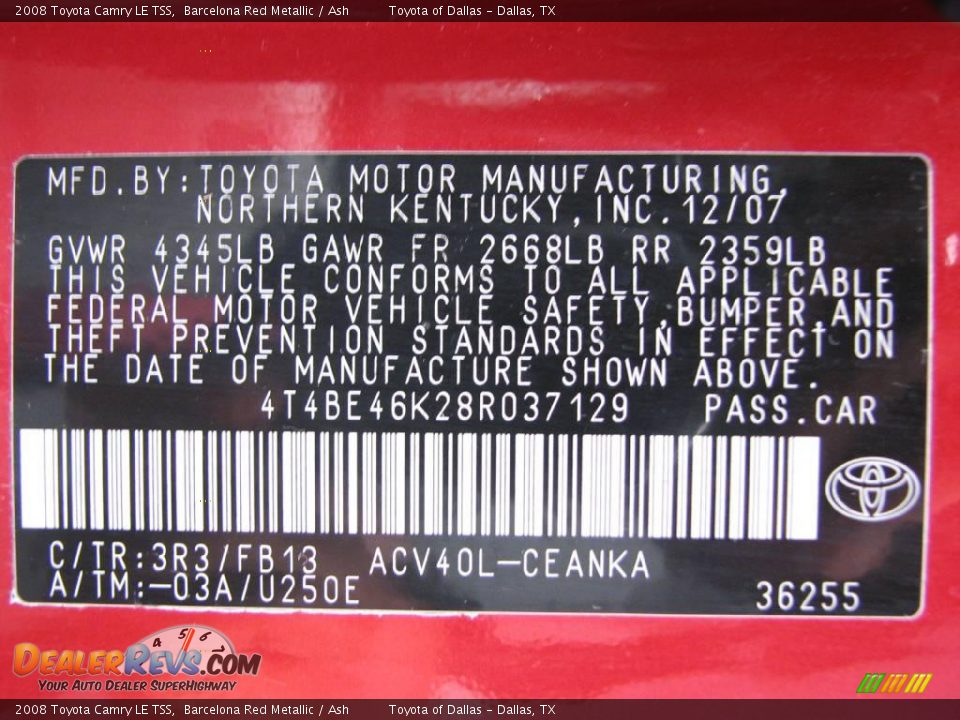 2008 Toyota Camry LE TSS, Barcelona Red Metallic / Ash Toyota of Dallas - Dallas, TX
MFD.BY:TOYOTA MOTOR MANUFACTURING,
NORTHERN KENTUCKY,INC.12/07
GVWR 4345LB GAWR FR 2668LB RR 2359LB
THIS VEHICLE CONFORMS TO ALL APPLICABLE
FEDERAL MOTOR VEHICLE SAFETY,BUMPER,AND
THEFT PREVENTION STANDARDS IN EFFECT ON
THE DATE OF MANUFACTURE SHOWN ABOVE.
4T4BE46K28R037129 PASS.CAR
C/TR:3R3/FB13 ACV40L-CEANKA
A/TM:-03A/U250E
36255
4 5 6 7
DealerRevs.com
Your Auto Dealer SuperHighway
2008 Toyota Camry LE TSS, Barcelona Red Metallic / Ash Toyota of Dallas - Dallas, TX